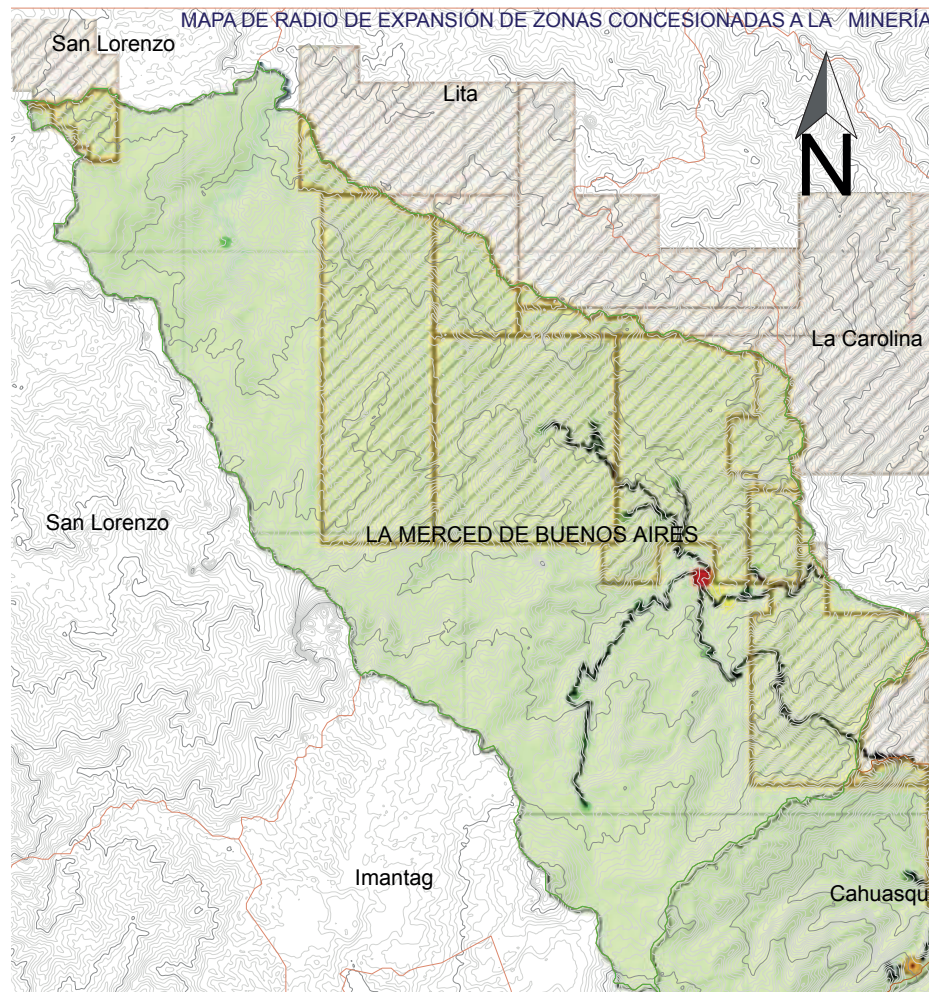 MAPA DE RADIO DE EXPANSIÓN DE ZONAS CONCESIONADAS A LA MINERÍA
San Lorenzo
Lita
N
La Carolina
San Lorenzo
LA MERCED DE BUENOS AIRES
Imantag
Cahuasqu